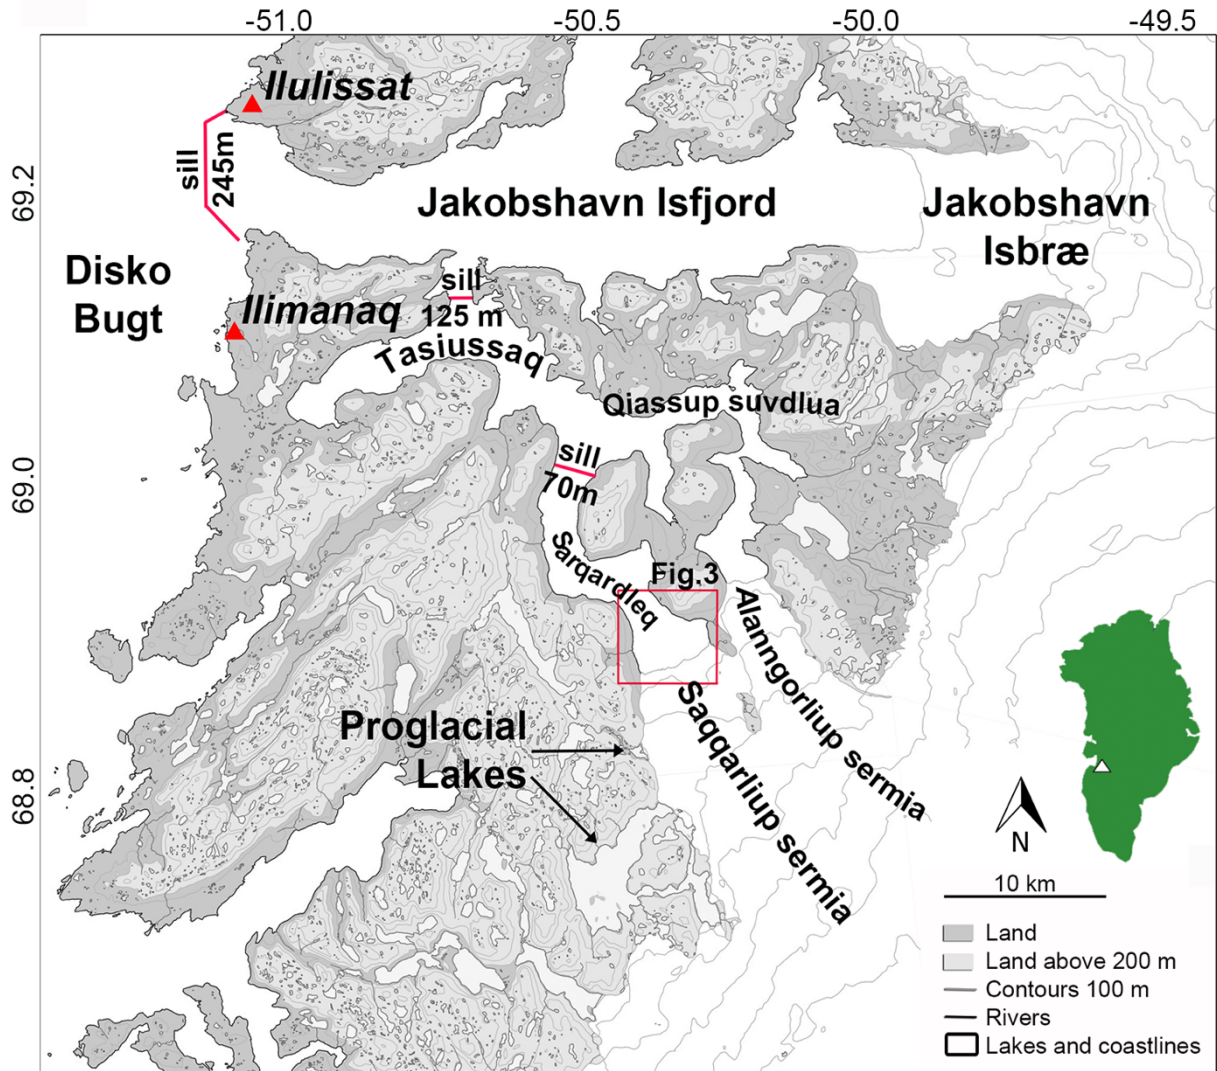 -51.0
-50.5
-50.0
-49.5
69.2
69.0
68.8
Ilulissat
sill
245m
Jakobshavn Isfjord
Jakobshavn
Isbræ
Disko
Bugt
Ilimanaq
sill
125 m
Tasiussaq
Qiassup suvdlua
sill
70m
Sarqardleq
Fig.3
Alanngorliup sermia
Saqqarliup sermia
Proglacial
Lakes
N
10 km
Land
Land above 200 m
Contours 100 m
Rivers
Lakes and coastlines